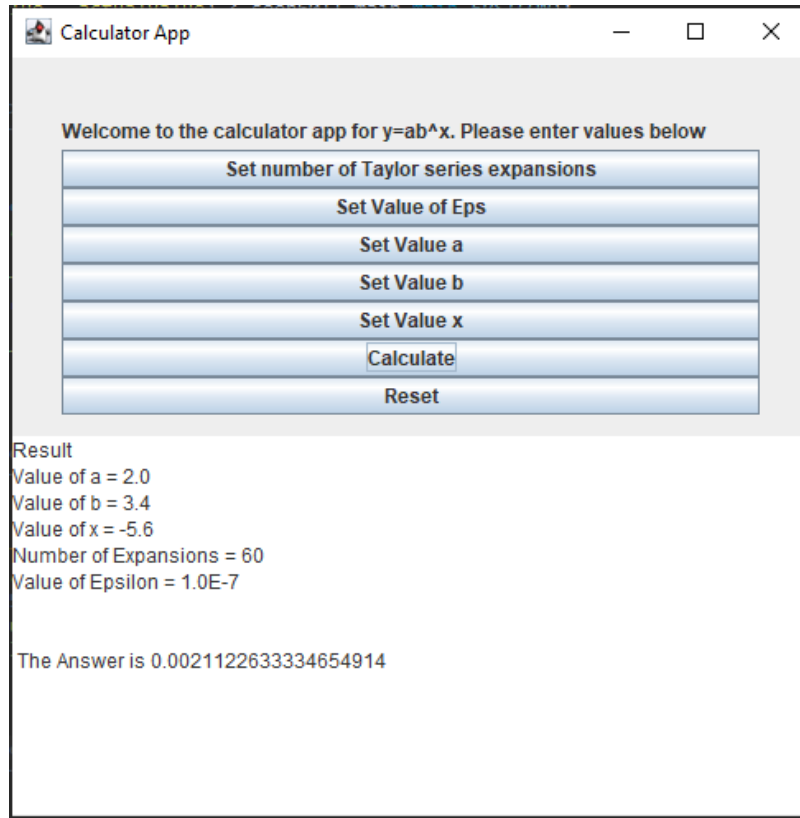 Calculator App
Welcome to the calculator app for y=ab^x. Please enter values below
Set number of Taylor series expansions
Set Value of Eps
Set Value a
Set Value b
Set Value x
Calculate
Reset
Result
Value of a = 2.0
Value of b = 3.4
Value of x = -5.6
Number of Expansions = 60
Value of Epsilon = 1.0E-7
The Answer is 0.0021122633334654914